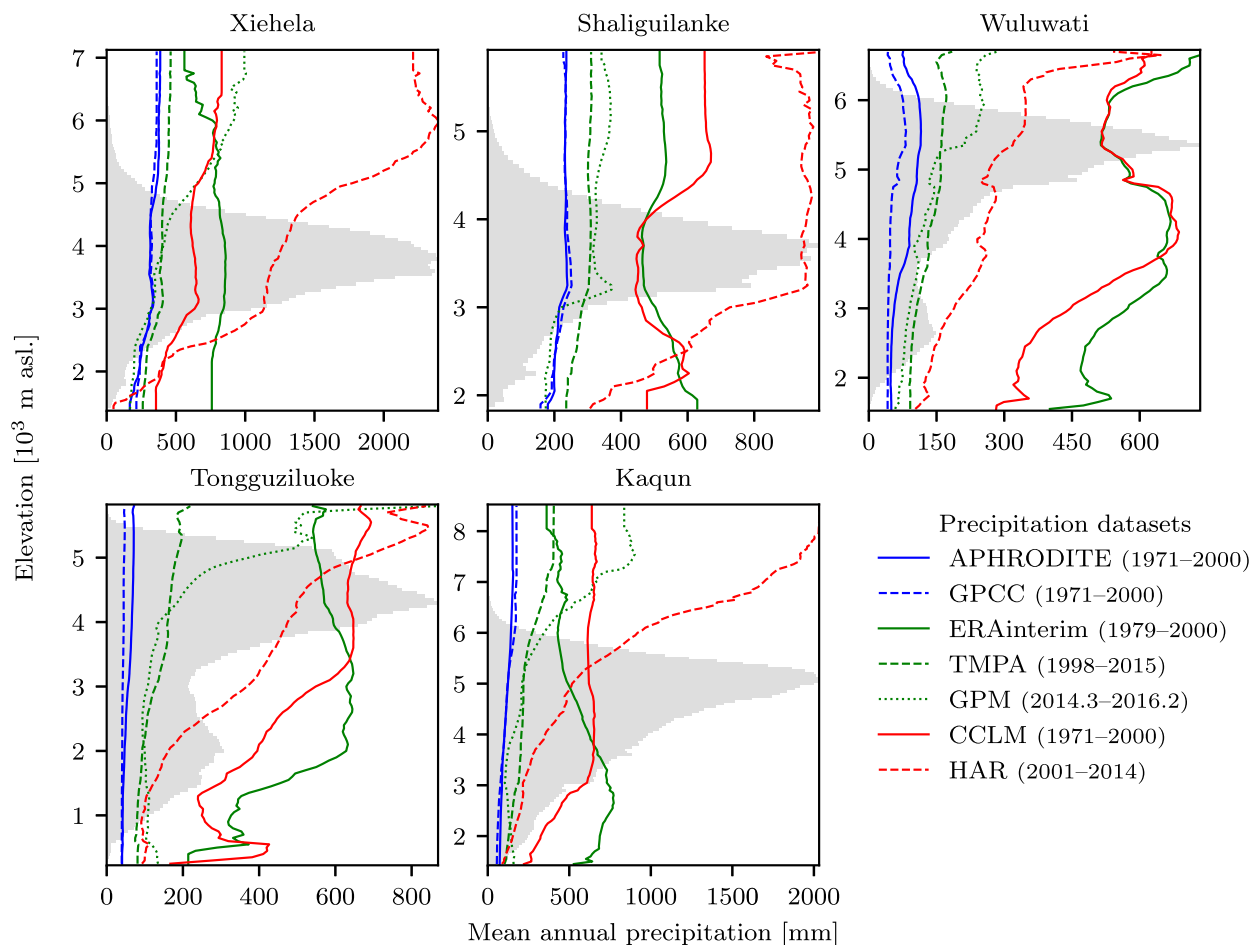 Xiehela
Shaliguilanke
Wuluwati
7
6
5
4
3
2
0 500 1000 1500 2000
5
4
3
2
0 200 400 600 800
6
5
4
3
2
0 150 300 450 600
Elevation [10³ m asl.]
Tongguziluoke
Kaqun
5
4
3
2
1
0 200 400 600 800
8
7
6
5
4
3
2
0 500 1000 1500 2000
Mean annual precipitation [mm]
Precipitation datasets
APHRODITE (1971–2000)
GPCC (1971–2000)
ERAinterim (1979–2000)
TMPA (1998–2015)
GPM (2014.3–2016.2)
CCLM (1971–2000)
HAR (2001–2014)